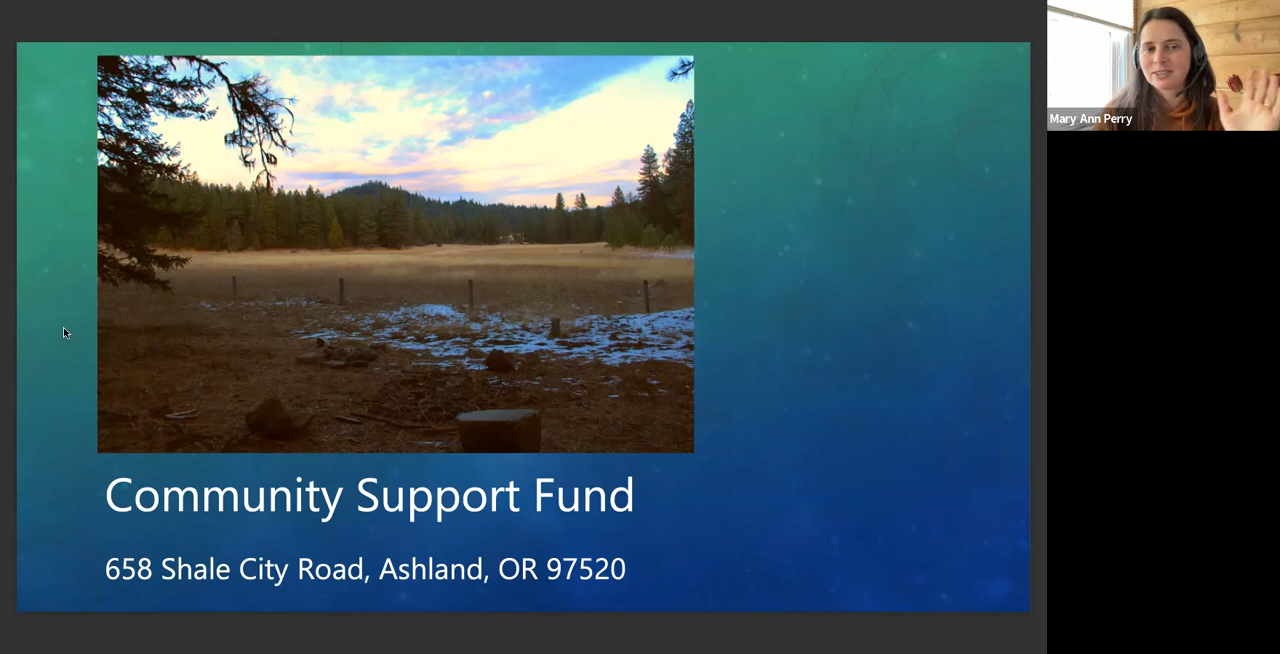 Mary Ann Perry
Community Support Fund
658 Shale City Road, Ashland, OR 97520